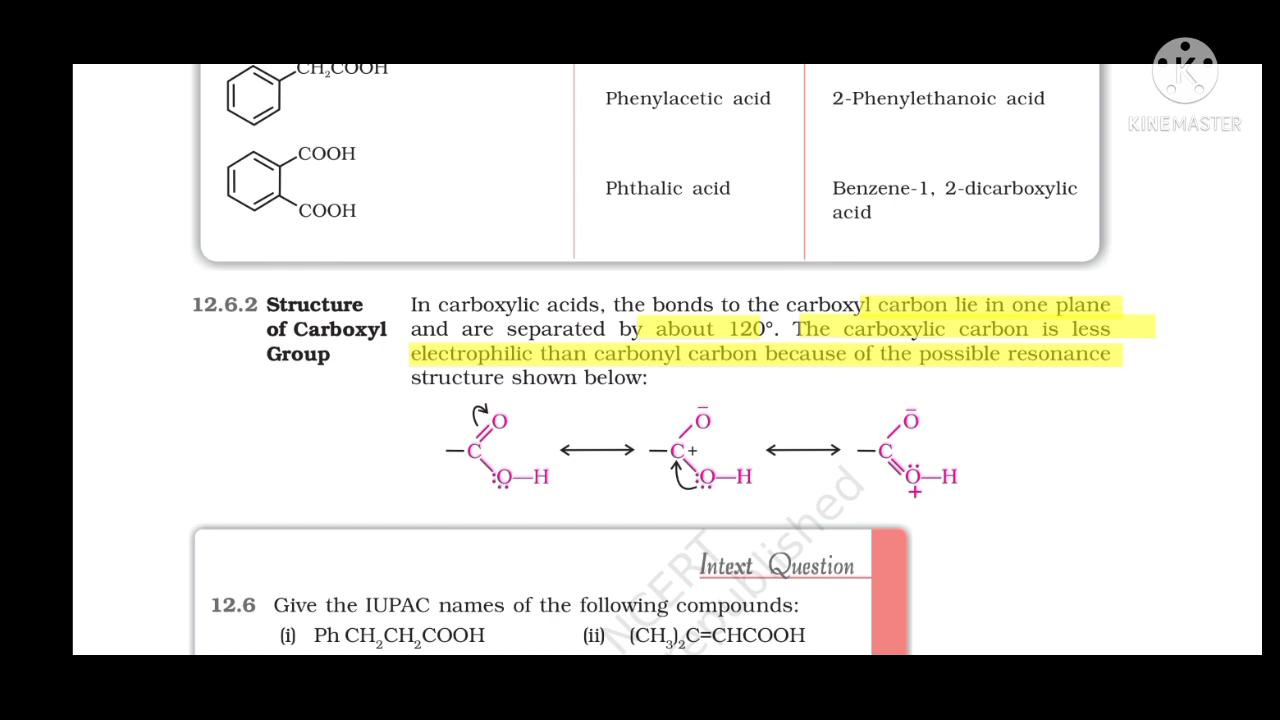 CH₂COOH
Phenylacetic acid
2-Phenylethanoic acid
KINEMASTER
COOH
COOH
Phthalic acid
Benzene-1, 2-dicarboxylic
acid
12.6.2 Structure
of Carboxyl
Group
In carboxylic acids, the bonds to the carboxyl carbon lie in one plane
and are separated by about 120°. The carboxylic carbon is less
electrophilic than carbonyl carbon because of the possible resonance
structure shown below:
O
–C
:Ö–H
Ō
–C+
:Ö–H
Ō
–C
Ö–H
+
NCERT
republished
Intext Question
12.6 Give the IUPAC names of the following compounds:
(i) Ph CH₂CH₂COOH (ii) (CH₃)₂C=CHCOOH